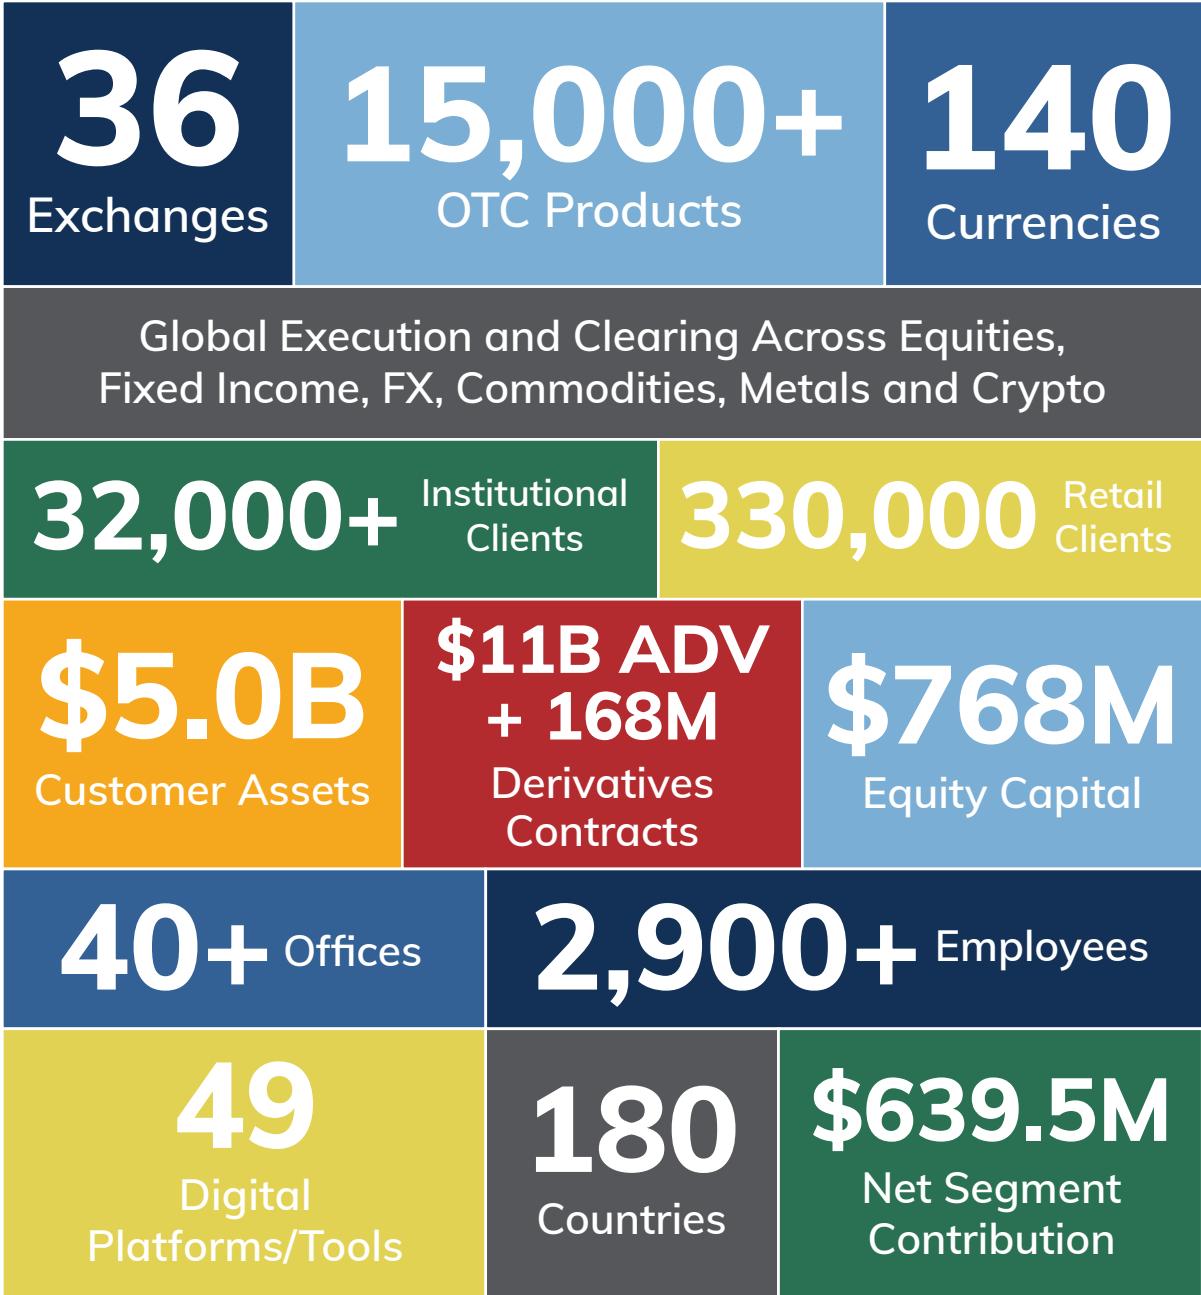 36
Exchanges
15,000+
OTC Products
140
Currencies
Global Execution and Clearing Across Equities,
Fixed Income, FX, Commodities, Metals and Crypto
32,000+
Institutional
Clients
330,000
Retail
Clients
$5.0B
Customer Assets
$11B ADV
+ 168M
Derivatives
Contracts
$768M
Equity Capital
40+ Offices
2,900+ Employees
49
Digital
Platforms/Tools
180
Countries
$639.5M
Net Segment
Contribution